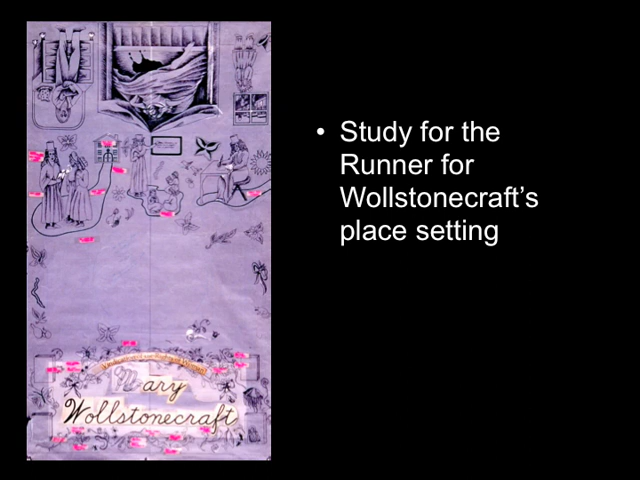 Mary
Wollstonecraft
• Study for the
Runner for
Wollstonecraft’s
place setting